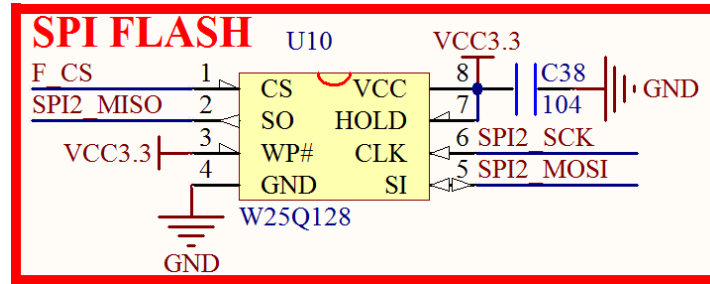 SPI FLASH
U10
VCC3.3
F_CS 1 CS VCC 8 C38
SPI2_MISO 2 SO HOLD 7 104 GND
VCC3.3 3 WP# CLK 6 SPI2_SCK
4 GND SI 5 SPI2_MOSI
W25Q128
GND